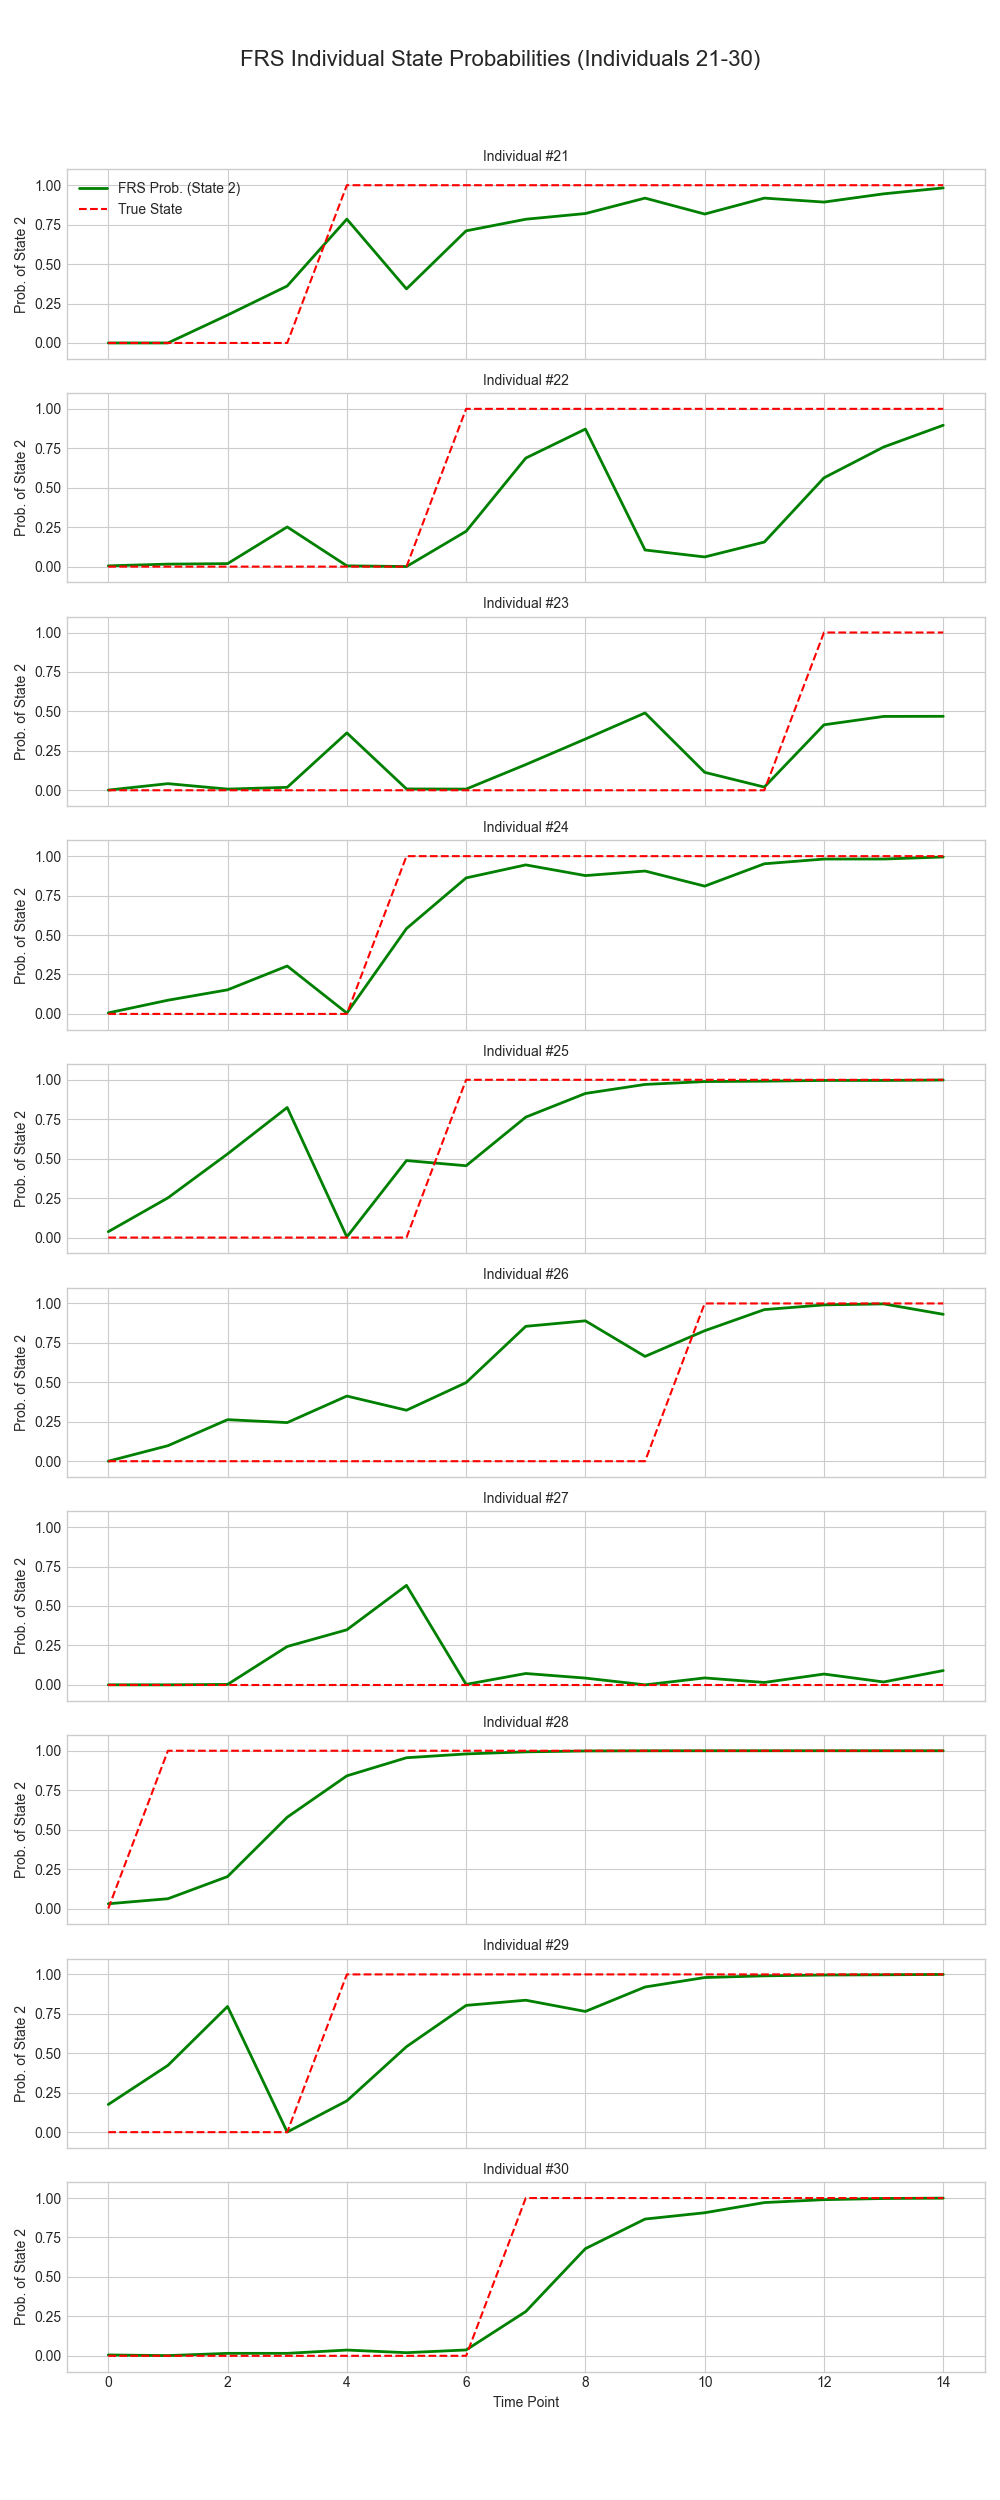 FRS Individual State Probabilities (Individuals 21-30)
Individual #21
FRS Prob. (State 2)
True State
1.00
0.75
0.50
0.25
0.00
Prob. of State 2
Individual #22
1.00
0.75
0.50
0.25
0.00
Prob. of State 2
Individual #23
1.00
0.75
0.50
0.25
0.00
Prob. of State 2
Individual #24
1.00
0.75
0.50
0.25
0.00
Prob. of State 2
Individual #25
1.00
0.75
0.50
0.25
0.00
Prob. of State 2
Individual #26
1.00
0.75
0.50
0.25
0.00
Prob. of State 2
Individual #27
1.00
0.75
0.50
0.25
0.00
Prob. of State 2
Individual #28
1.00
0.75
0.50
0.25
0.00
Prob. of State 2
Individual #29
1.00
0.75
0.50
0.25
0.00
Prob. of State 2
Individual #30
1.00
0.75
0.50
0.25
0.00
Prob. of State 2
0 2 4 6 8 10 12 14
Time Point